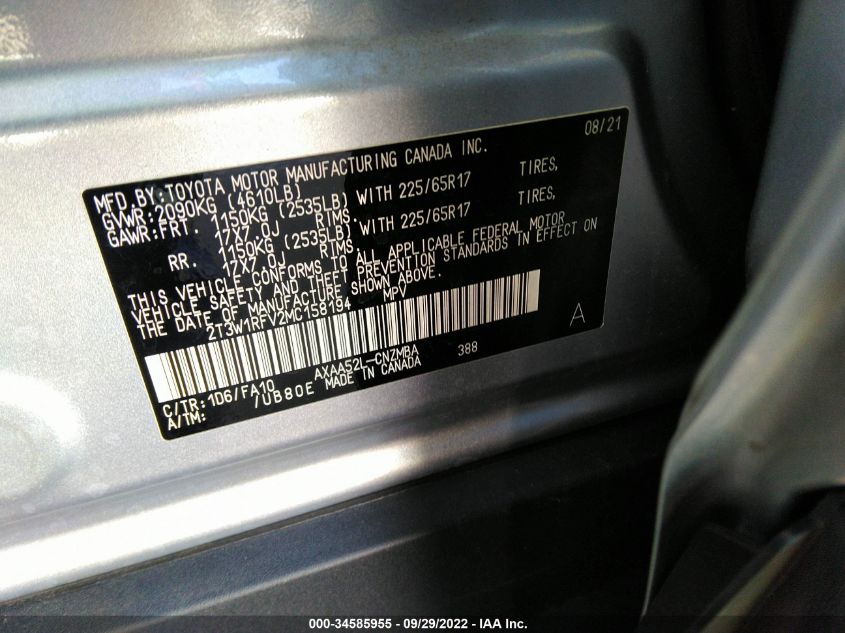 08/21
MFD. BY: TOYOTA MOTOR MANUFACTURING CANADA INC.
GVWR: 2090KG (4610LB)
GAWR: FRT. 1150KG (2535LB) WITH 225/65R17 TIRES,
17X7.0J RIMS.
RR. 1150KG (2535LB) WITH 225/65R17 TIRES,
17X7.0J RIMS.
THIS VEHICLE CONFORMS TO ALL APPLICABLE FEDERAL MOTOR
VEHICLE SAFETY AND THEFT PREVENTION STANDARDS IN EFFECT ON
THE DATE OF MANUFACTURE SHOWN ABOVE.
2T3W1RFV2MC158194 MPV
A
AXAA52L-CNZMBA 388
C/TR: 1D6/FA10 MADE IN CANADA
A/TM: /UB80E
000-34585955 - 09/29/2022 - IAA Inc.